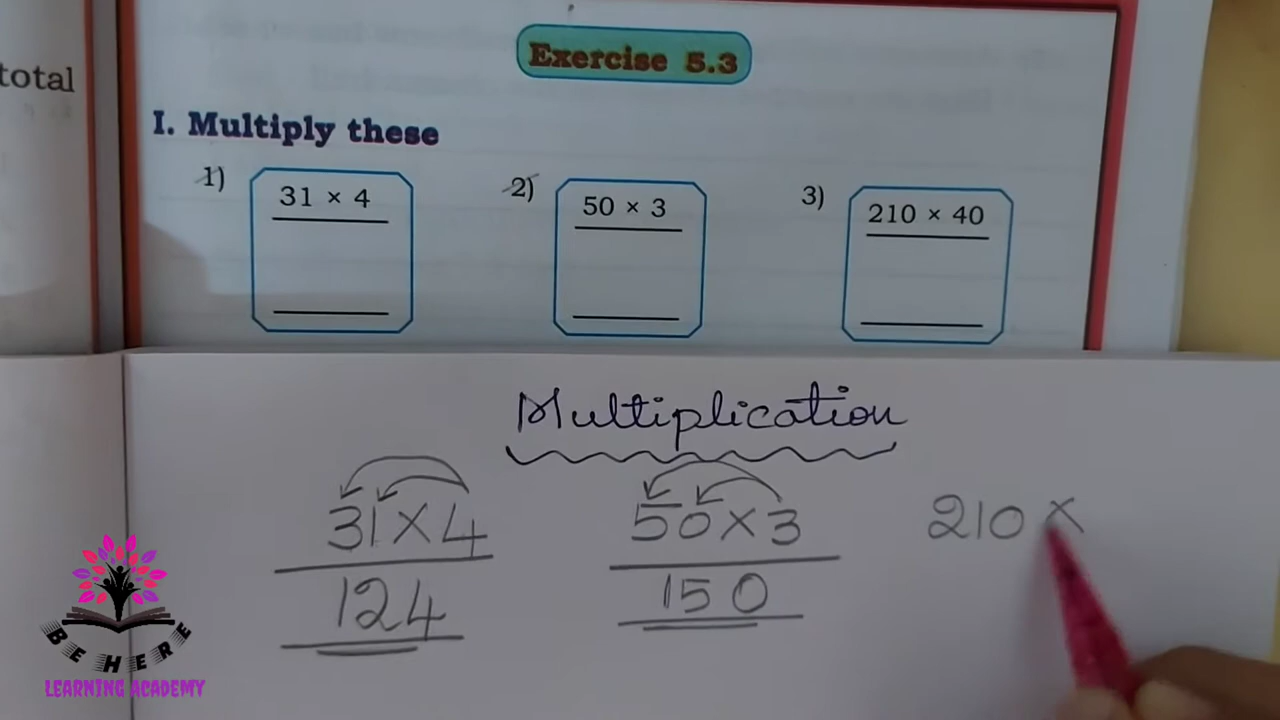 total
Exercise 5.3
I. Multiply these
1) 31 × 4
2) 50 × 3
3) 210 × 40
Multiplication
31 × 4
124
50 × 3
150
210 ×
BE HERE
LEARNING ACADEMY